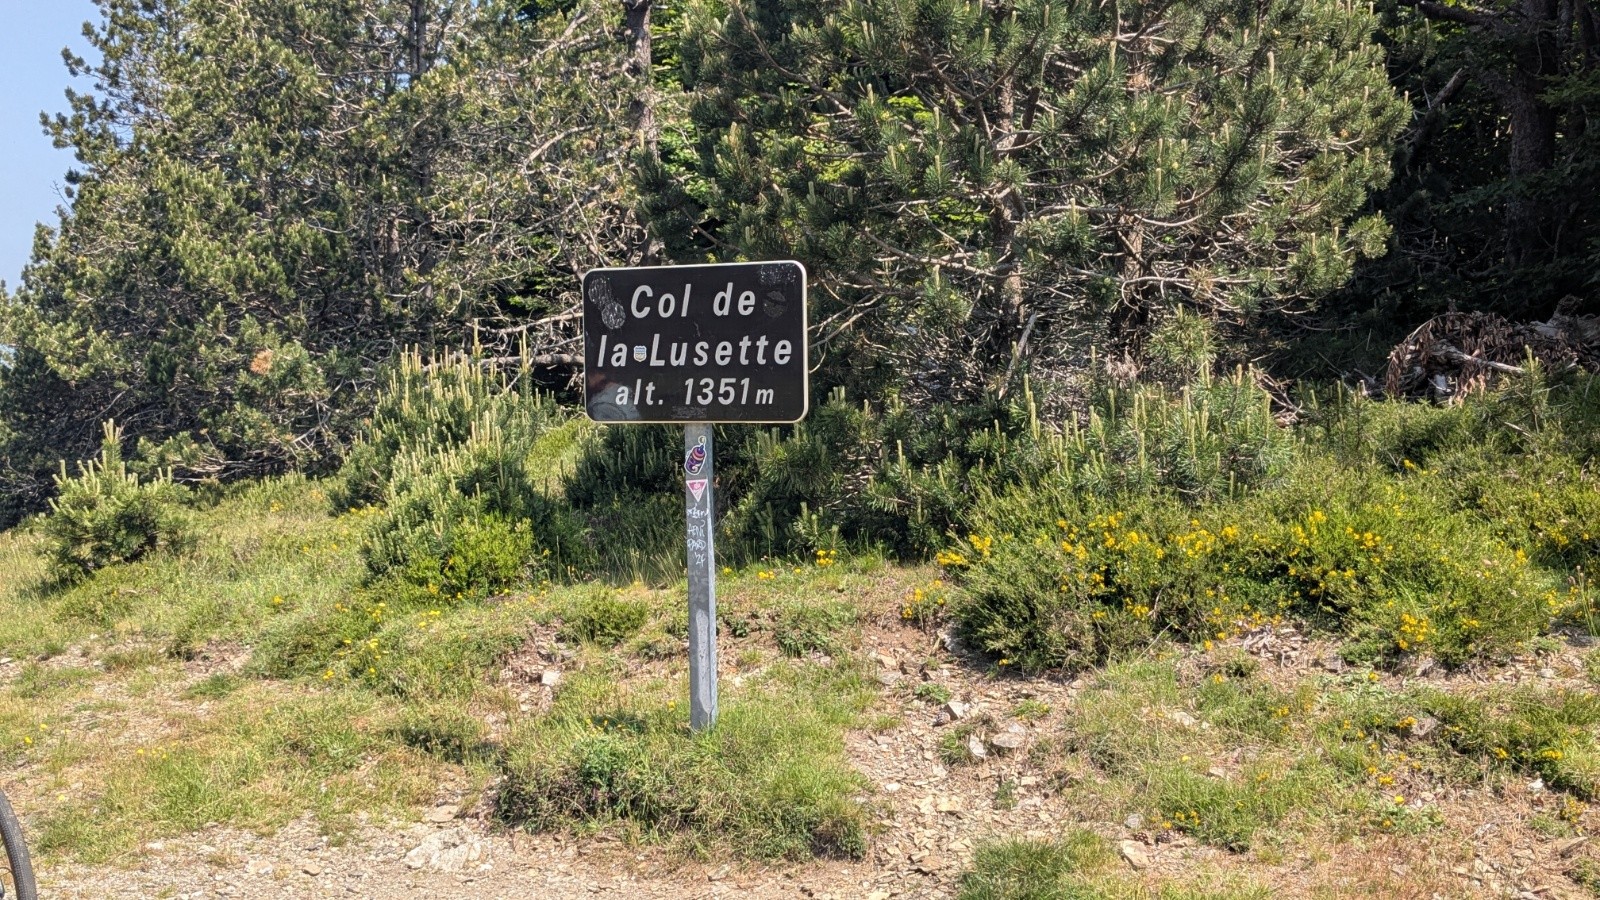 Col de
la Lusette
alt. 1351m